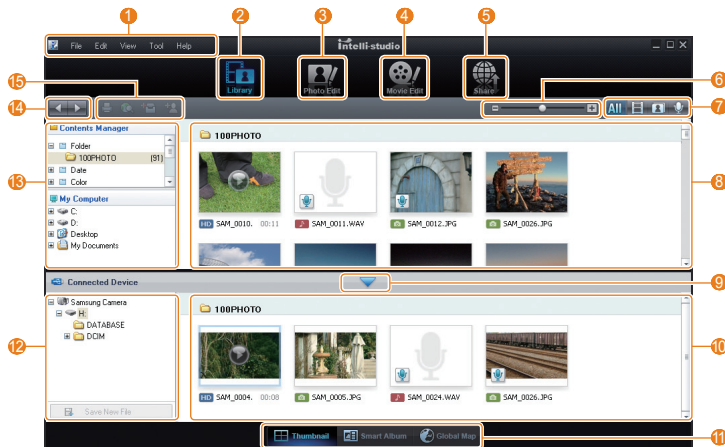 1
2
3
4
5
File Edit View Tool Help
intelli-studio
Library
Photo Edit
Movie Edit
Share
15
6
14
All
7
Contents Manager
Folder
100PHOTO (91)
Date
Color
My Computer
C:
D:
Desktop
My Documents
13
100PHOTO
HD SAM_0010. 00:11
SAM_0011.WAV
SAM_0012.JPG
SAM_0026.JPG
8
Connected Device
9
Samsung Camera
H:
DATABASE
DCIM
Save New File
12
100PHOTO
HD SAM_0004. 00:08
SAM_0005.JPG
SAM_0024.WAV
SAM_0026.JPG
10
Thumbnail
Smart Album
Global Map
11